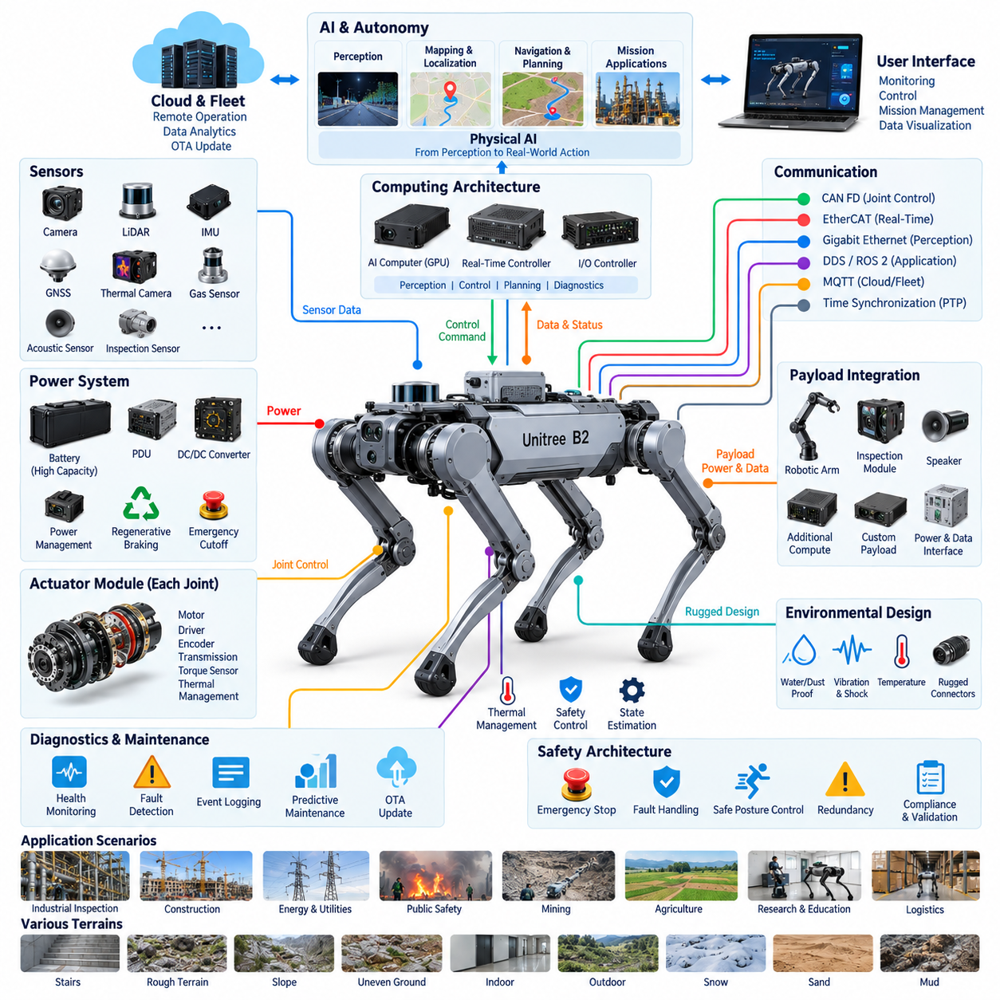 AI & Autonomy
Perception
Mapping &
Localization
Navigation &
Planning
Mission
Applications
Physical AI
From Perception to Real-World Action
Cloud & Fleet
Remote Operation
Data Analytics
OTA Update
User Interface
Monitoring
Control
Mission Management
Data Visualization
Sensors
Camera
LiDAR
IMU
GNSS
Thermal Camera
Gas Sensor
Acoustic Sensor
Inspection Sensor
...
Computing Architecture
AI Computer (GPU)
Real-Time Controller
I/O Controller
Perception | Control | Planning | Diagnostics
Communication
CAN FD (Joint Control)
EtherCAT (Real-Time)
Gigabit Ethernet (Perception)
DDS / ROS 2 (Application)
MQTT (Cloud/Fleet)
Time Synchronization (PTP)
Sensor Data
Control
Command
Data & Status
Power System
Battery
(High Capacity)
PDU
DC/DC Converter
Power
Management
Regenerative
Braking
Emergency
Cutoff
Power
Unitree B2
Payload
Power & Data
Payload Integration
Robotic Arm
Inspection
Module
Speaker
Additional
Compute
Custom
Payload
Power & Data
Interface
Joint Control
Actuator Module (Each Joint)
Motor
Driver
Encoder
Transmission
Torque Sensor
Thermal
Management
Rugged Design
Environmental Design
Water/Dust
Proof
Vibration
& Shock
Temperature
Rugged
Connectors
Thermal
Management
Safety
Control
State
Estimation
Diagnostics & Maintenance
Health
Monitoring
Fault
Detection
Event Logging
Predictive
Maintenance
OTA
Update
Safety Architecture
Emergency Stop
Fault Handling
Safe Posture Control
Redundancy
Compliance
& Validation
Application Scenarios
Industrial Inspection
Construction
Energy & Utilities
Public Safety
Mining
Agriculture
Research & Education
Logistics
Various Terrains
Stairs
Rough Terrain
Slope
Uneven Ground
Indoor
Outdoor
Snow
Sand
Mud